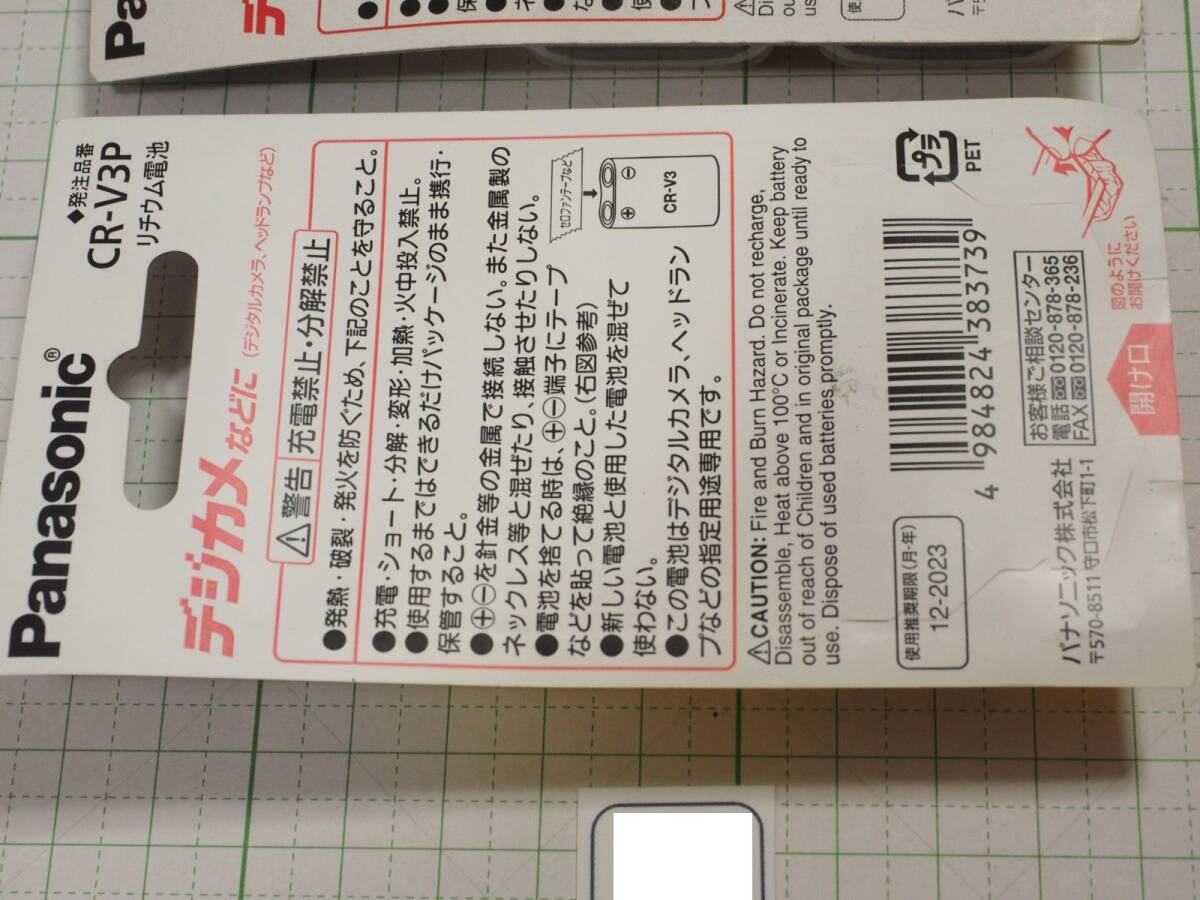 Panasonic®
◆発注品番
CR-V3P
リチウム電池
デジカメなどに (デジタルカメラ、ヘッドランプなど)
⚠警告 充電禁止・分解禁止
●発熱・破裂・発火を防ぐため、下記のことを守ること。
●充電・ショート・分解・変形・加熱・火中投入禁止。
●使用するまではできるだけパッケージのまま携行・
保管すること。
●⊕⊖を針金等の金属で接続しない。また金属製の
ネックレス等と混ぜたり、接触させたりしない。
●電池を捨てる時は、⊕⊖端子にテープ
などを貼って絶縁のこと。(右図参考)
●新しい電池と使用した電池を混ぜて
使わない。
●この電池はデジタルカメラ、ヘッドラン
プなどの指定用途専用です。
セロファンテープなど
⊕ ⊖
CR-V3
⚠CAUTION: Fire and Burn Hazard. Do not recharge,
Disassemble, Heat above 100°C or Incinerate. Keep battery
out of reach of Children and in original package until ready to
use. Dispose of used batteries promptly.
使用推奨期限(月-年)
12-2023
4 984824 383739
プラ
PET
パナソニック株式会社
〒570-8511 守口市松下町1-1
お客様ご相談センター
電話 0120-878-365
FAX 0120-878-236
開け口
図のように
お開けください